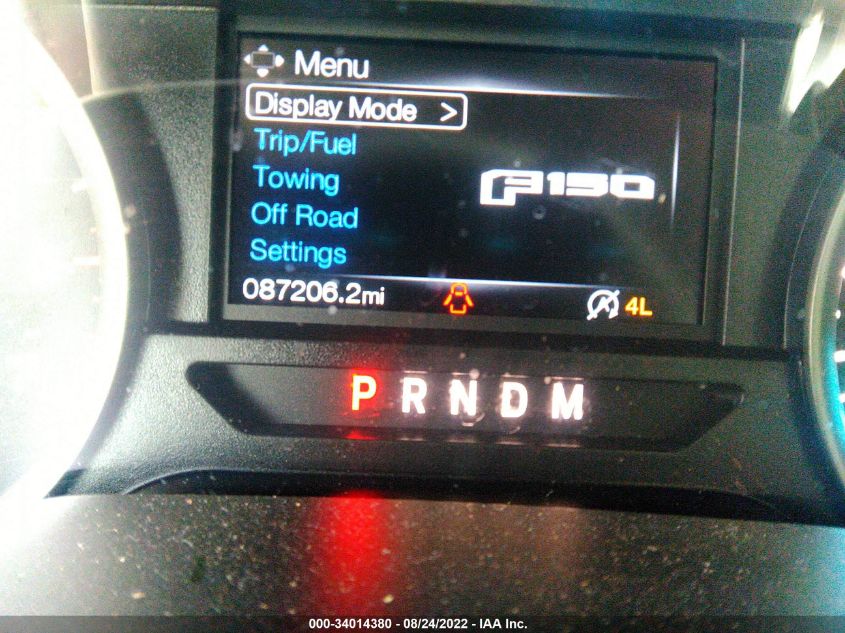 Menu
Display Mode >
Trip/Fuel
Towing
F150
Off Road
Settings
087206.2mi
A 4L
P R N D M
000-34014380 - 08/24/2022 - IAA Inc.